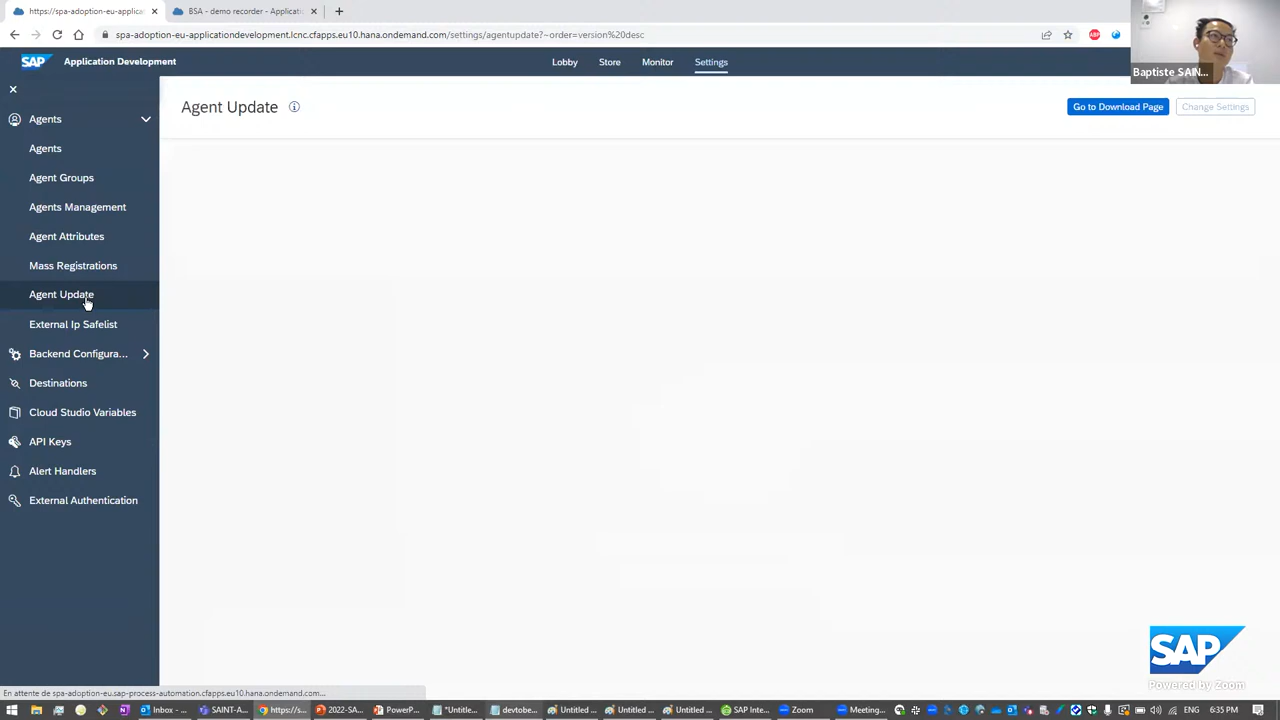 https://spa-adoption-eu-applicat
BSA - demo recorder - Applicatio
spa-adoption-eu-applicationdevelopment.lcnc.cfapps.eu10.hana.ondemand.com/settings/agentupdate?~order=version%20desc
ABP
Baptiste SAIN...
SAP
Application Development
Lobby
Store
Monitor
Settings
Agents
Agents
Agent Groups
Agents Management
Agent Attributes
Mass Registrations
Agent Update
External Ip Safelist
Backend Configura...
Destinations
Cloud Studio Variables
API Keys
Alert Handlers
External Authentication
Agent Update
Go to Download Page
Change Settings
SAP
Powered by Zoom
En attente de spa-adoption-eu.sap-process-automation.cfapps.eu10.hana.ondemand.com...
Inbox - ...
SAINT-A...
https://s...
2022-SA...
PowerP...
*Untitle...
devtobe...
Untitled ...
Untitled ...
Untitled ...
SAP Inte...
Zoom
Meeting...
ENG
6:35 PM